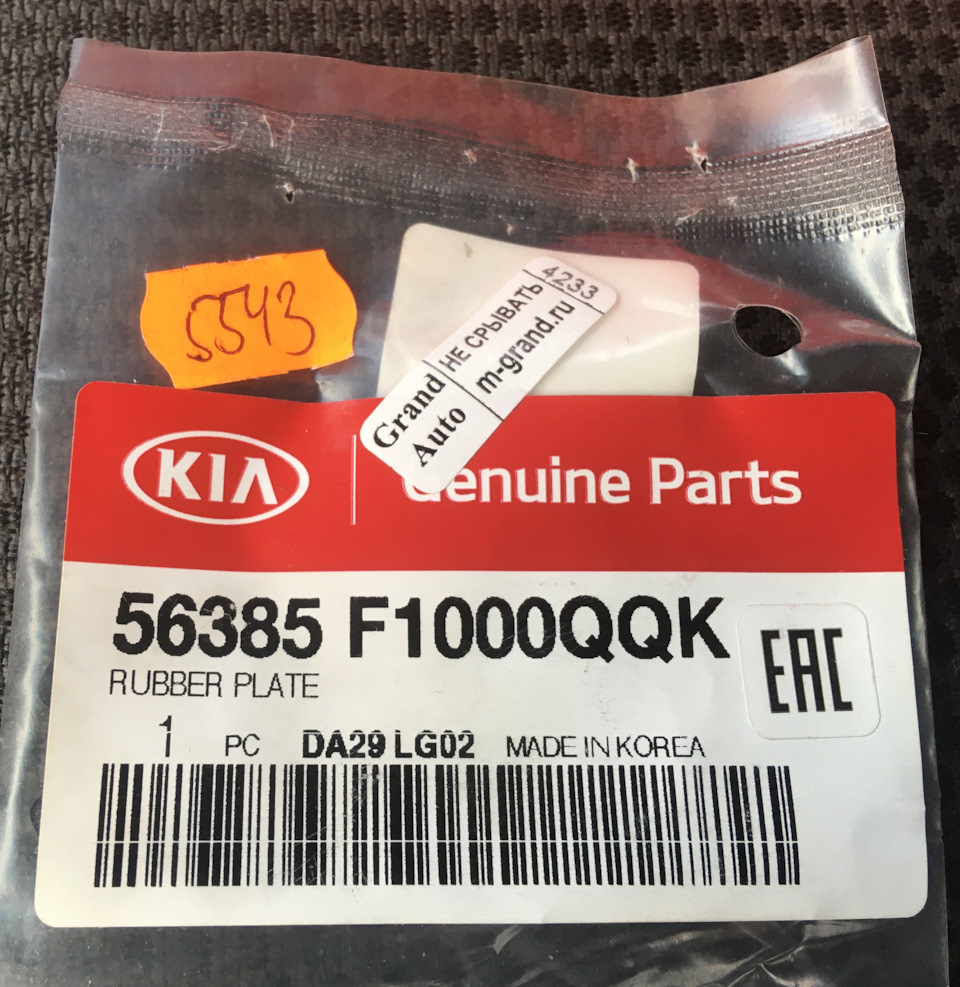 5543
4233
НЕ СРЫВАТЬ
m-grand.ru
Grand
Auto
KIA
Genuine Parts
56385 F1000QQK
RUBBER PLATE
1 PC DA29 LG02 MADE IN KOREA
EAC